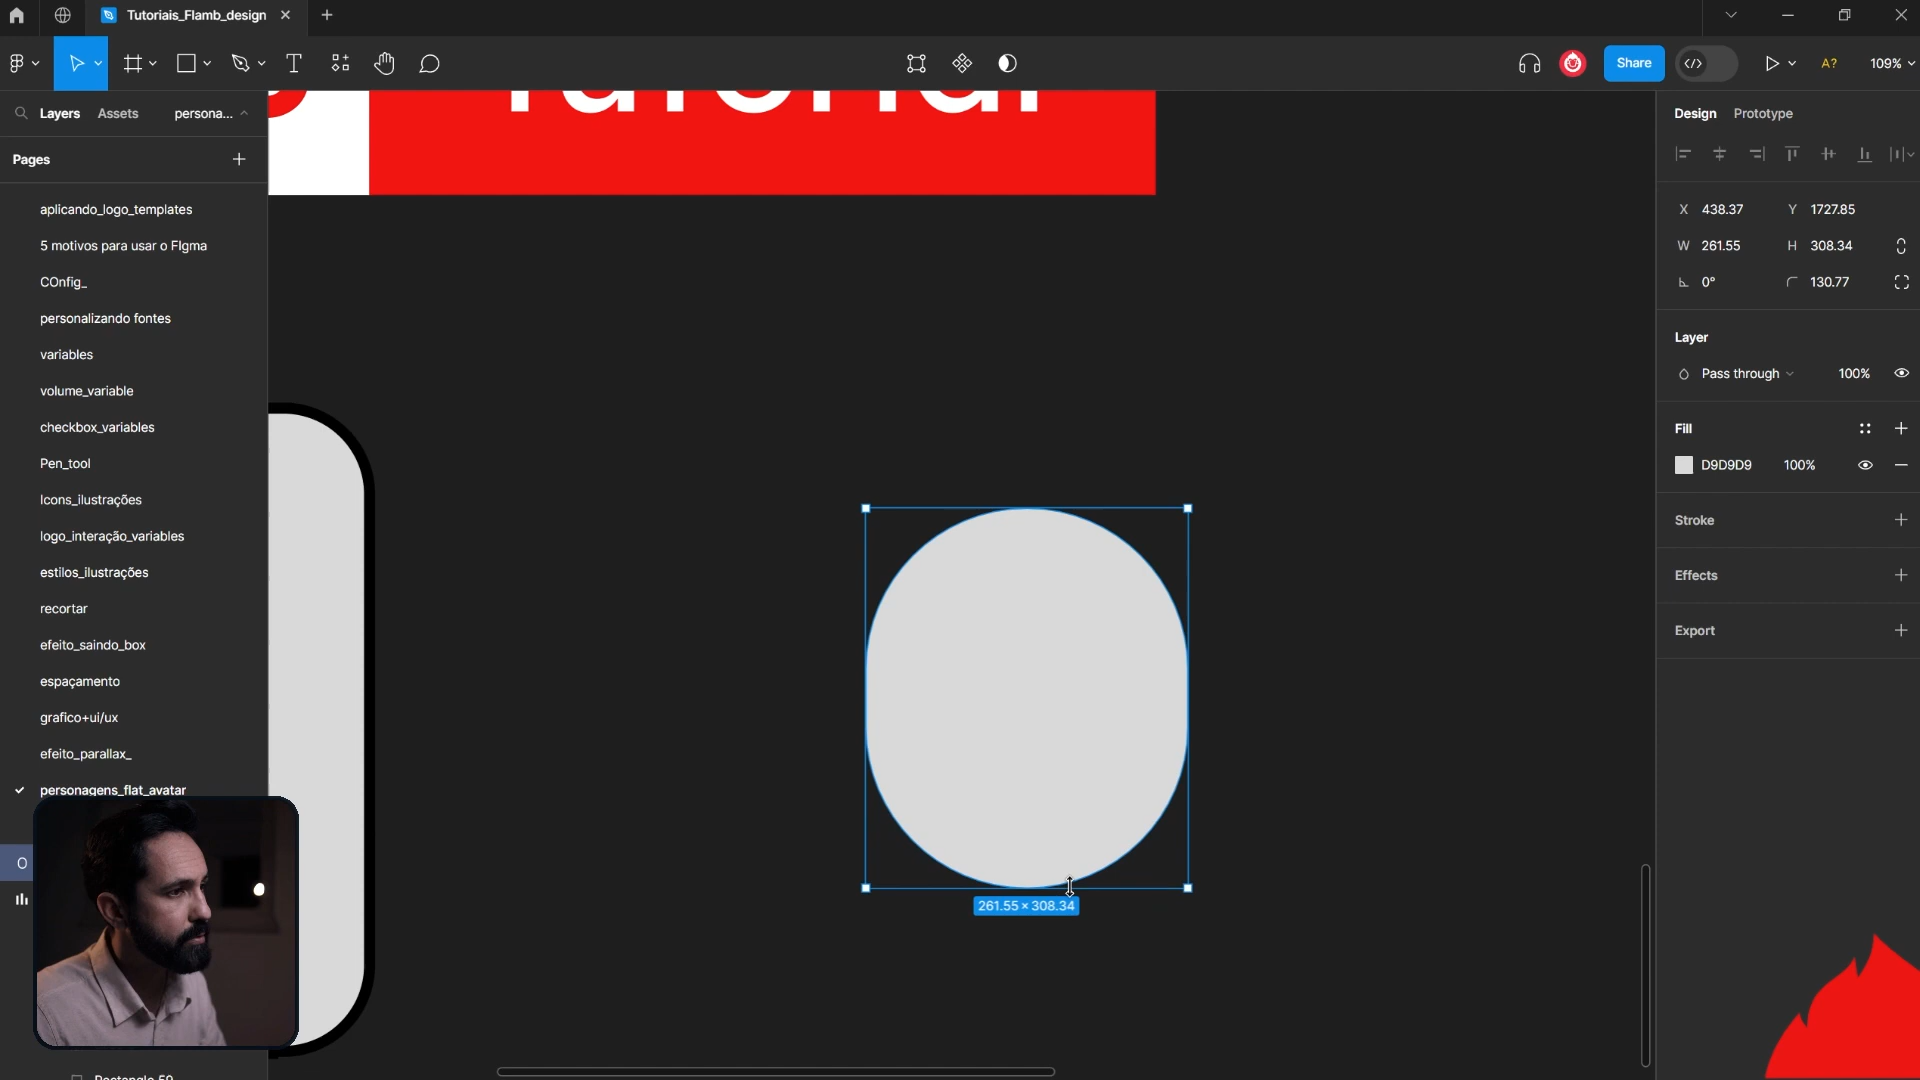 Tutoriais_Flamb_design
Share
A?
109%
Layers
Assets
persona...
Pages
aplicando_logo_templates
5 motivos para usar o FIgma
COnfig_
personalizando fontes
variables
volume_variable
checkbox_variables
Pen_tool
Icons_ilustrações
logo_interação_variables
estilos_ilustrações
recortar
efeito_saindo_box
espaçamento
grafico+ui/ux
efeito_parallax_
personagens_flat_avatar
Rectangle 59
Tutorial
261.55 × 308.34
Design
Prototype
X 438.37
Y 1727.85
W 261.55
H 308.34
0°
130.77
Layer
Pass through
100%
Fill
D9D9D9
100%
Stroke
Effects
Export